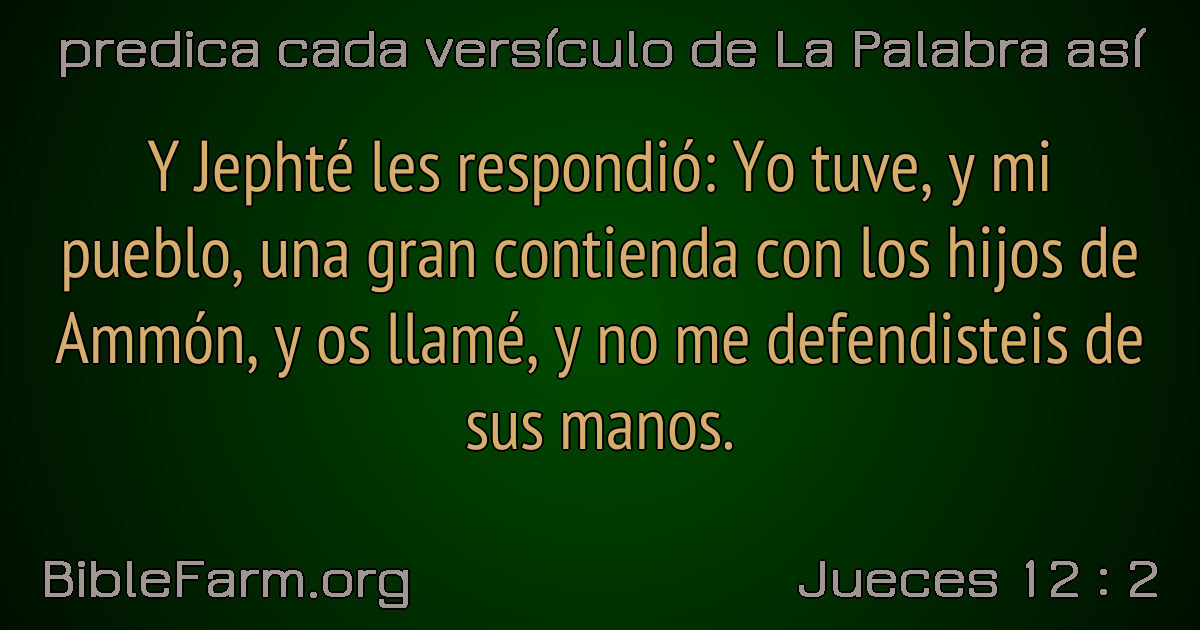 predica cada versículo de La Palabra así
Y Jephté les respondió: Yo tuve, y mi
pueblo, una gran contienda con los hijos de
Ammón, y os llamé, y no me defendisteis de
sus manos.
BibleFarm.org
Jueces 12 : 2